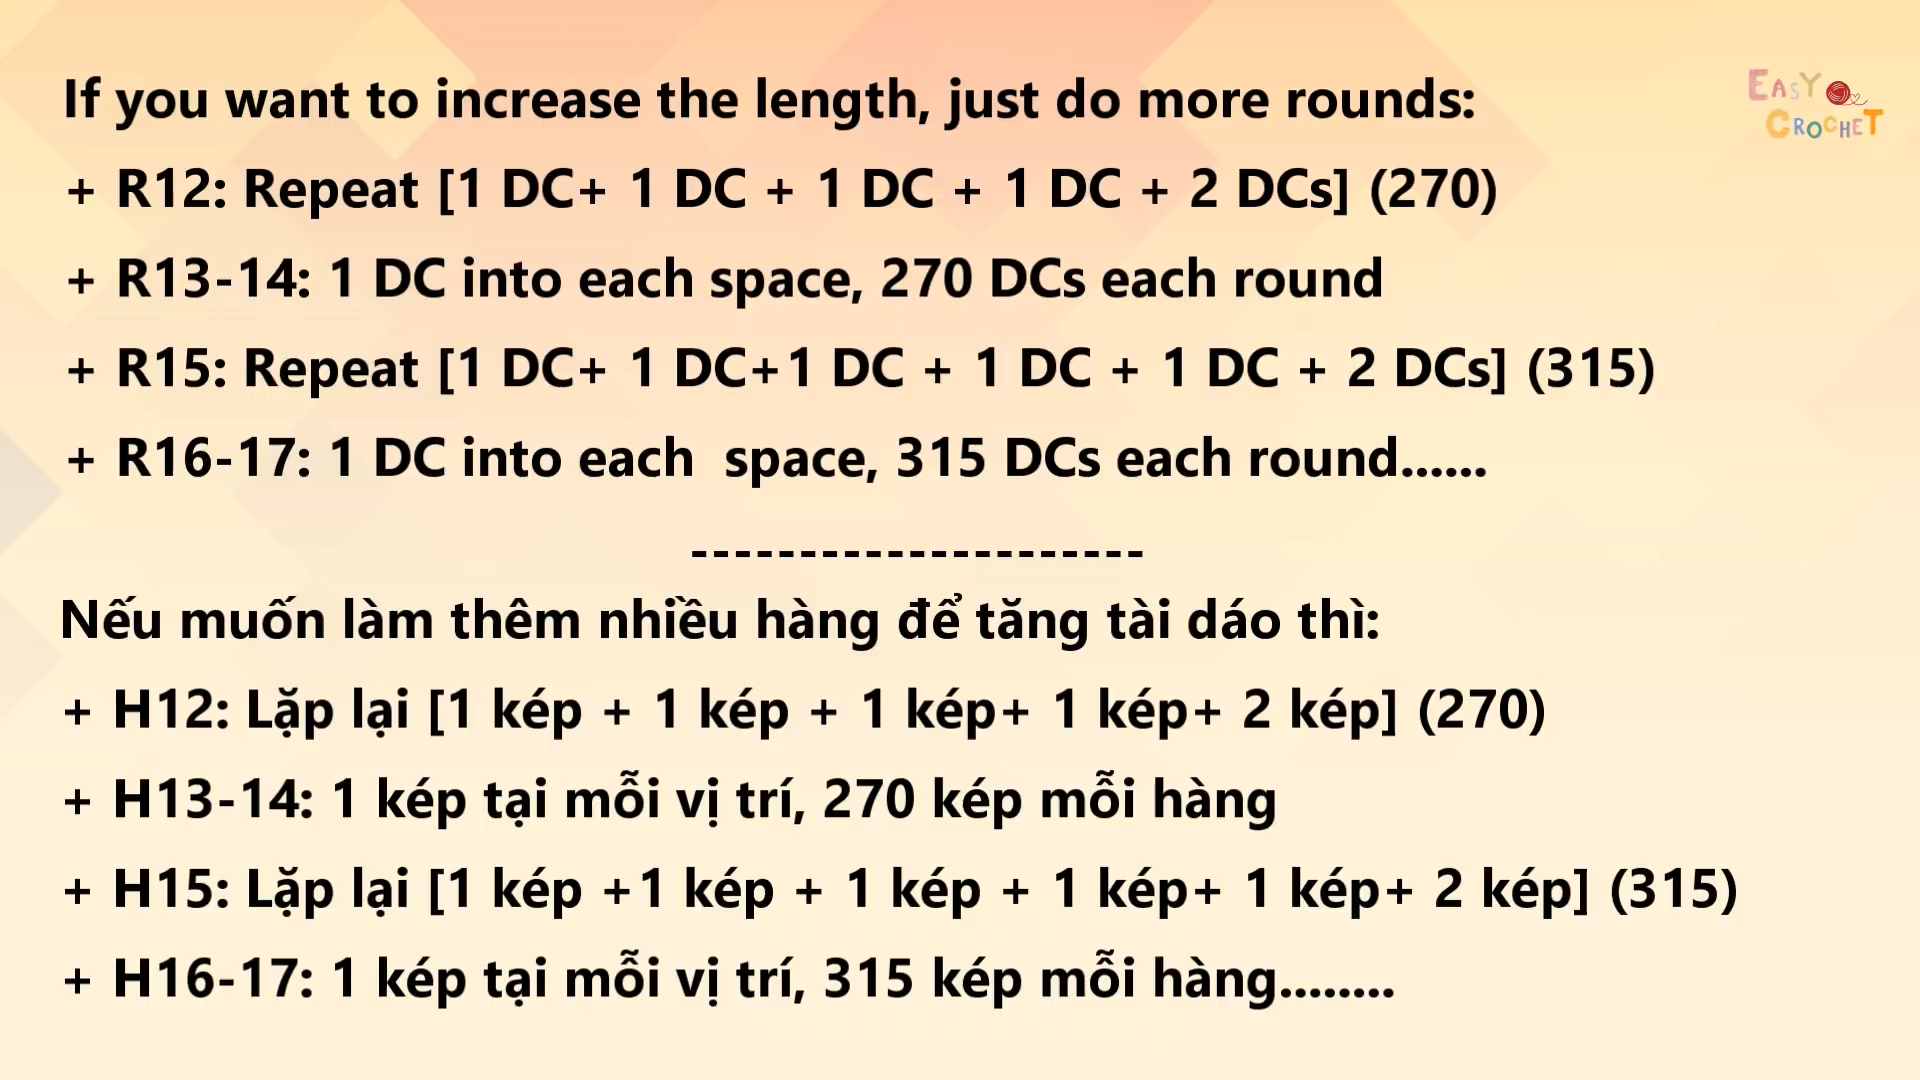 If you want to increase the length, just do more rounds:
EASY
CROCHET
+ R12: Repeat [1 DC+ 1 DC + 1 DC + 1 DC + 2 DCs] (270)
+ R13-14: 1 DC into each space, 270 DCs each round
+ R15: Repeat [1 DC+ 1 DC+1 DC + 1 DC + 1 DC + 2 DCs] (315)
+ R16-17: 1 DC into each  space, 315 DCs each round......
---------------------
Nếu muốn làm thêm nhiều hàng để tăng tài dáo thì:
+ H12: Lặp lại [1 kép + 1 kép + 1 kép+ 1 kép+ 2 kép] (270)
+ H13-14: 1 kép tại mỗi vị trí, 270 kép mỗi hàng
+ H15: Lặp lại [1 kép +1 kép + 1 kép + 1 kép+ 1 kép+ 2 kép] (315)
+ H16-17: 1 kép tại mỗi vị trí, 315 kép mỗi hàng........